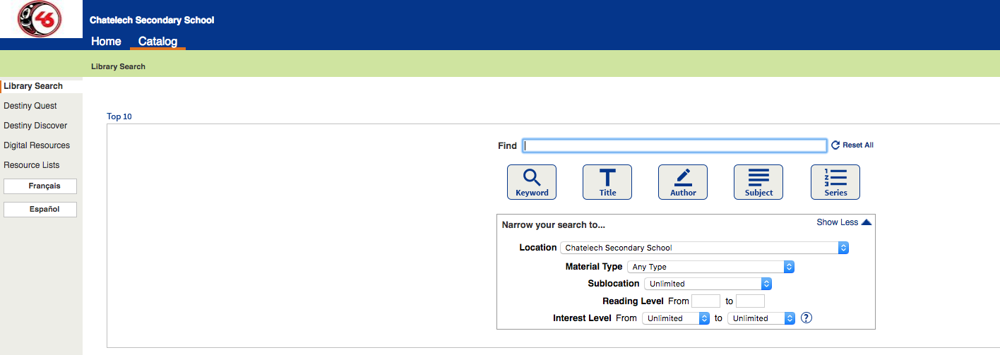 46
Chatelech Secondary School
Home Catalog
Library Search
Library Search
Destiny Quest
Destiny Discover
Digital Resources
Resource Lists
Français
Español
Top 10
Find Reset All
Keyword Title Author Subject Series
Narrow your search to... Show Less
Location Chatelech Secondary School
Material Type Any Type
Sublocation Unlimited
Reading Level From to
Interest Level From Unlimited to Unlimited ?